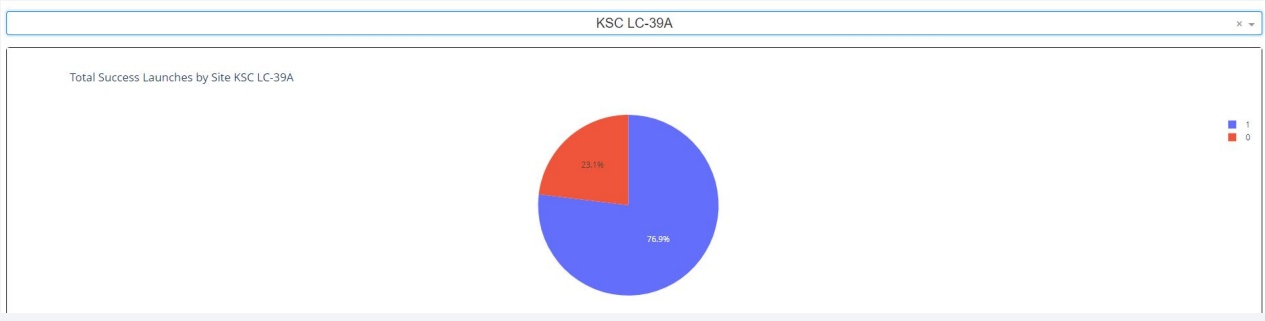 KSC LC-39A
× ▾
Total Success Launches by Site KSC LC-39A
1
0
23.1%
76.9%